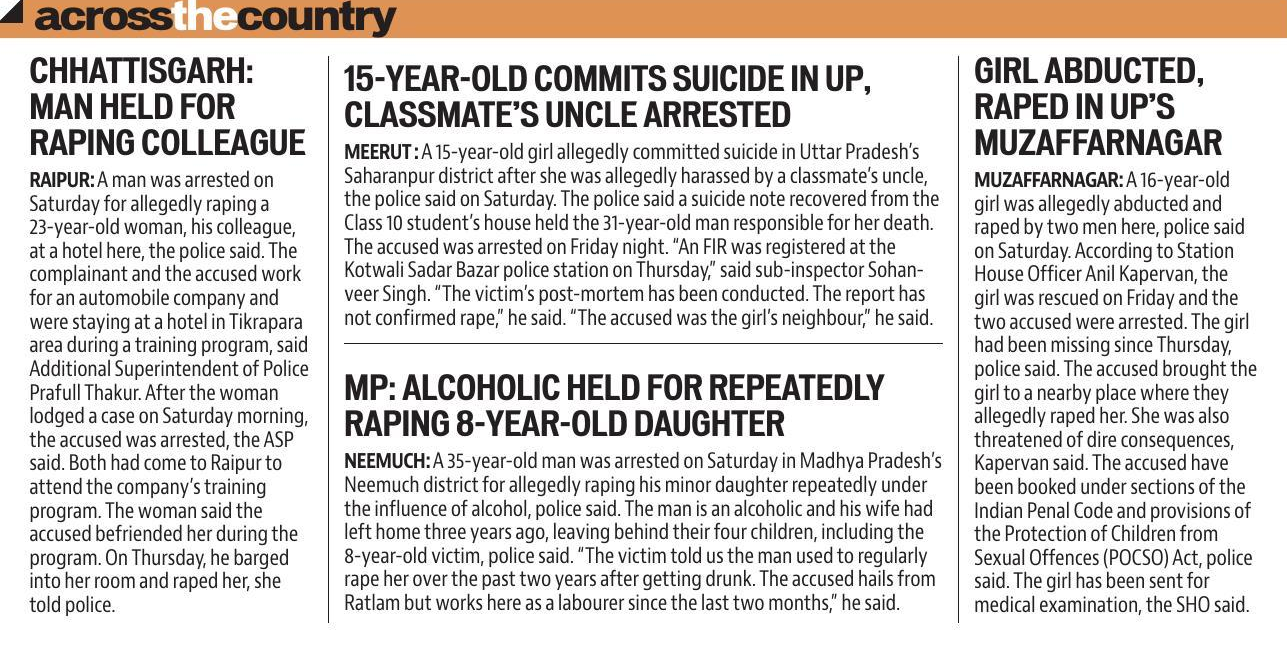 acrossthecountry
CHHATTISGARH:
MAN HELD FOR
RAPING COLLEAGUE
RAIPUR: A man was arrested on
Saturday for allegedly raping a
23-year-old woman, his colleague,
at a hotel here, the police said. The
complainant and the accused work
for an automobile company and
were staying at a hotel in Tikrapara
area during a training program, said
Additional Superintendent of Police
Prafull Thakur. After the woman
lodged a case on Saturday morning,
the accused was arrested, the ASP
said. Both had come to Raipur to
attend the company's training
program. The woman said the
accused befriended her during the
program. On Thursday, he barged
into her room and raped her, she
told police.
15-YEAR-OLD COMMITS SUICIDE IN UP,
CLASSMATE'S UNCLE ARRESTED
MEERUT : A 15-year-old girl allegedly committed suicide in Uttar Pradesh's
Saharanpur district after she was allegedly harassed by a classmate's uncle,
the police said on Saturday. The police said a suicide note recovered from the
Class 10 student's house held the 31-year-old man responsible for her death.
The accused was arrested on Friday night. “An FIR was registered at the
Kotwali Sadar Bazar police station on Thursday,” said sub-inspector Sohan-
veer Singh. “The victim's post-mortem has been conducted. The report has
not confirmed rape,” he said. “The accused was the girl's neighbour,” he said.
MP: ALCOHOLIC HELD FOR REPEATEDLY
RAPING 8-YEAR-OLD DAUGHTER
NEEMUCH: A 35-year-old man was arrested on Saturday in Madhya Pradesh's
Neemuch district for allegedly raping his minor daughter repeatedly under
the influence of alcohol, police said. The man is an alcoholic and his wife had
left home three years ago, leaving behind their four children, including the
8-year-old victim, police said. “The victim told us the man used to regularly
rape her over the past two years after getting drunk. The accused hails from
Ratlam but works here as a labourer since the last two months,” he said.
GIRL ABDUCTED,
RAPED IN UP'S
MUZAFFARNAGAR
MUZAFFARNAGAR: A 16-year-old
girl was allegedly abducted and
raped by two men here, police said
on Saturday. According to Station
House Officer Anil Kapervan, the
girl was rescued on Friday and the
two accused were arrested. The girl
had been missing since Thursday,
police said. The accused brought the
girl to a nearby place where they
allegedly raped her. She was also
threatened of dire consequences,
Kapervan said. The accused have
been booked under sections of the
Indian Penal Code and provisions of
the Protection of Children from
Sexual Offences (POCSO) Act, police
said. The girl has been sent for
medical examination, the SHO said.